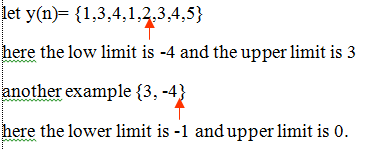 let y(n)= {1,3,4,1,2,3,4,5}
here the low limit is -4 and the upper limit is 3
another example {3, -4}
here the lower limit is -1 and upper limit is 0.